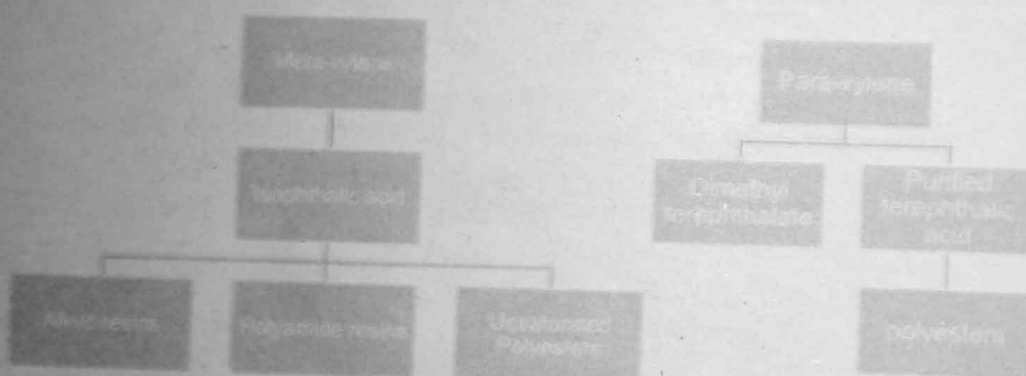 Meta-xylene
Para-xylene
Isophthalic acid
Dimethyl
terephthalate
Purified
terephthalic
acid
Alkyd resins
Polyamide resins
Unsaturated
Polyesters
polyesters